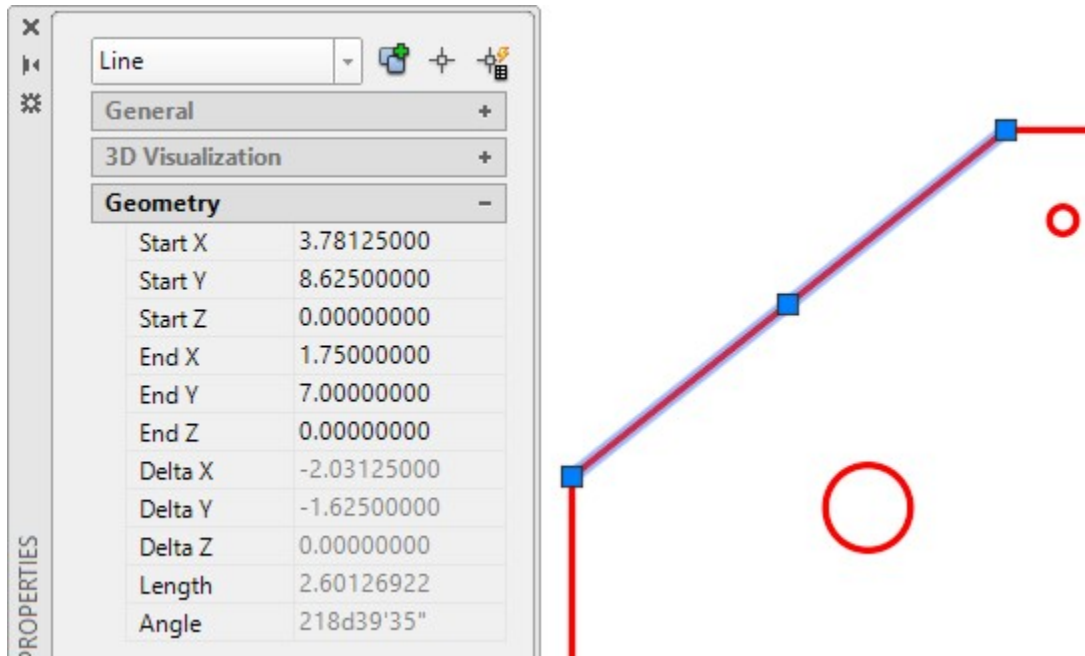 Line
General
3D Visualization
Geometry
Start X 3.78125000
Start Y 8.62500000
Start Z 0.00000000
End X 1.75000000
End Y 7.00000000
End Z 0.00000000
Delta X -2.03125000
Delta Y -1.62500000
Delta Z 0.00000000
Length 2.60126922
Angle 218d39'35"
PROPERTIES